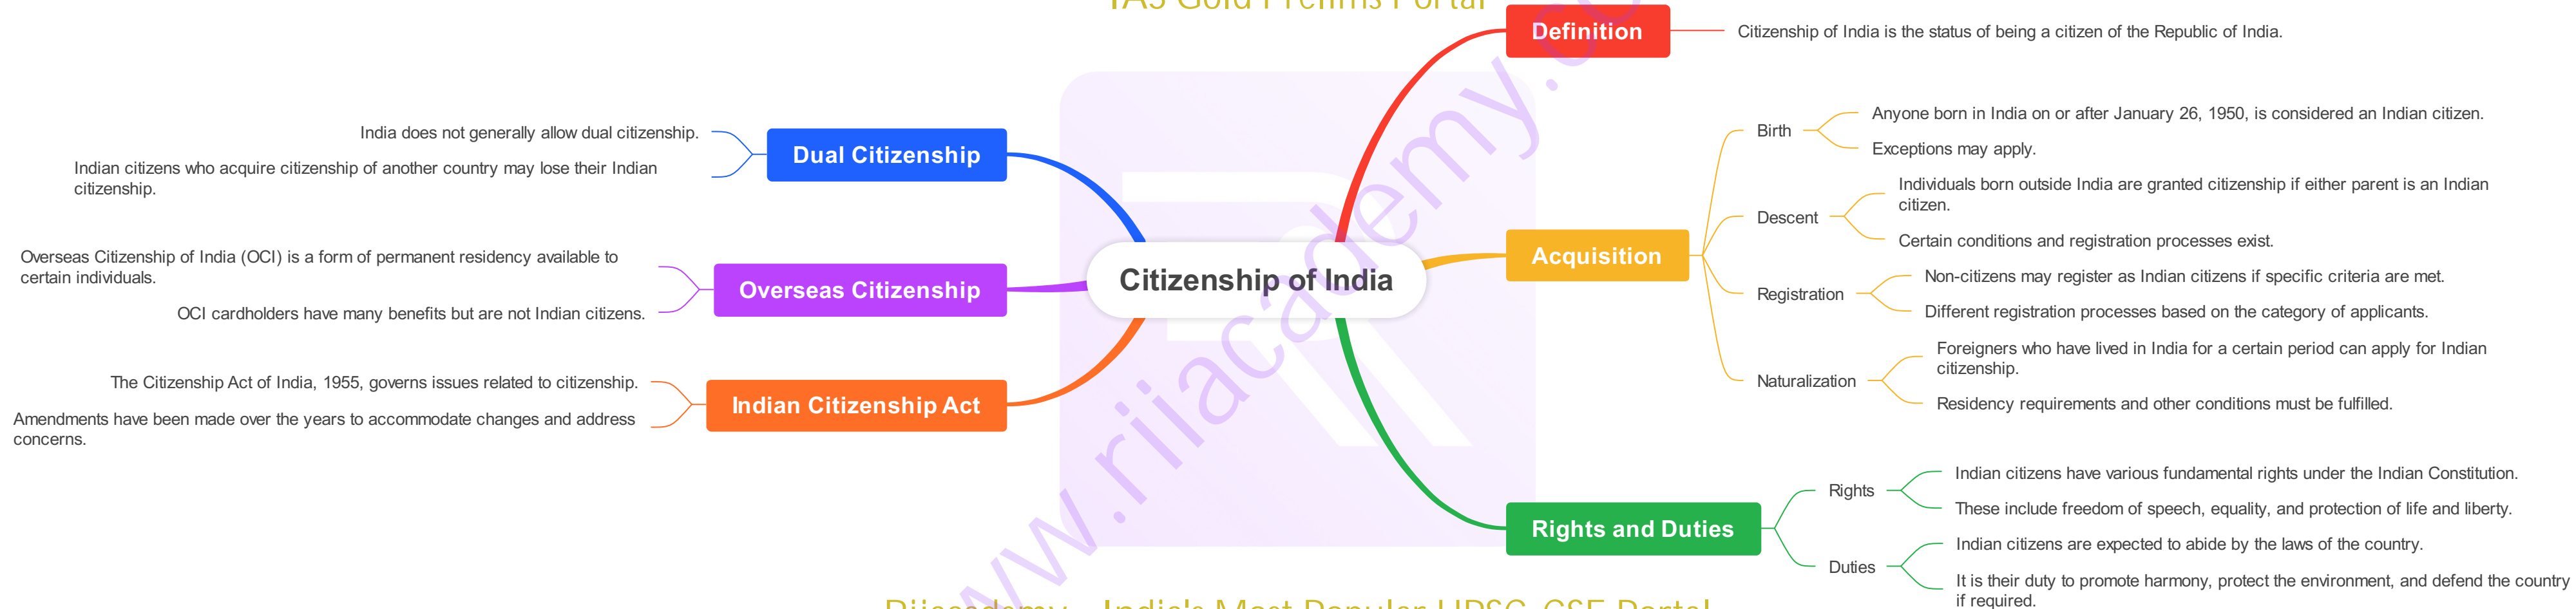 IAS Gold Prelims Portal
Citizenship of India
Definition
Citizenship of India is the status of being a citizen of the Republic of India.
Acquisition
Birth
Anyone born in India on or after January 26, 1950, is considered an Indian citizen.
Exceptions may apply.
Descent
Individuals born outside India are granted citizenship if either parent is an Indian
citizen.
Certain conditions and registration processes exist.
Registration
Non-citizens may register as Indian citizens if specific criteria are met.
Different registration processes based on the category of applicants.
Naturalization
Foreigners who have lived in India for a certain period can apply for Indian
citizenship.
Residency requirements and other conditions must be fulfilled.
Rights and Duties
Rights
Indian citizens have various fundamental rights under the Indian Constitution.
These include freedom of speech, equality, and protection of life and liberty.
Duties
Indian citizens are expected to abide by the laws of the country.
It is their duty to promote harmony, protect the environment, and defend the country
if required.
Dual Citizenship
India does not generally allow dual citizenship.
Indian citizens who acquire citizenship of another country may lose their Indian
citizenship.
Overseas Citizenship
Overseas Citizenship of India (OCI) is a form of permanent residency available to
certain individuals.
OCI cardholders have many benefits but are not Indian citizens.
Indian Citizenship Act
The Citizenship Act of India, 1955, governs issues related to citizenship.
Amendments have been made over the years to accommodate changes and address
concerns.
India's Most Popular UPSC-CSE Portal